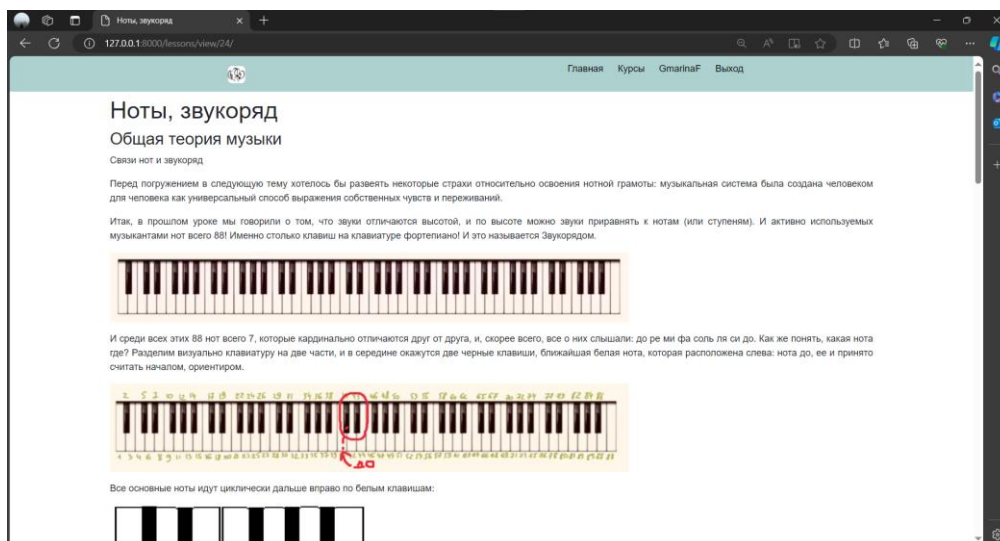 Ноты, звукоряд
127.0.0.1:8000/lessons/view/24/
Главная Курсы GmarinaF Выход
Ноты, звукоряд
Общая теория музыки
Связи нот и звукоряд
Перед погружением в следующую тему хотелось бы развеять некоторые страхи относительно освоения нотной грамоты: музыкальная система была создана человеком
для человека как универсальный способ выражения собственных чувств и переживаний.
Итак, в прошлом уроке мы говорили о том, что звуки отличаются высотой, и по высоте можно звуки приравнять к нотам (или ступеням). И активно используемых
музыкантами нот всего 88! Именно столько клавиш на клавиатуре фортепиано! И это называется Звукорядом.
И среди всех этих 88 нот всего 7, которые кардинально отличаются друг от друга, и, скорее всего, все о них слышали: до ре ми фа соль ля си до. Как же понять, какая нота
где? Разделим визуально клавиатуру на две части, и в середине окажутся две черные клавиши, ближайшая белая нота, которая расположена слева: нота до, ее и принято
считать началом, ориентиром.
до
Все основные ноты идут циклически дальше вправо по белым клавишам: